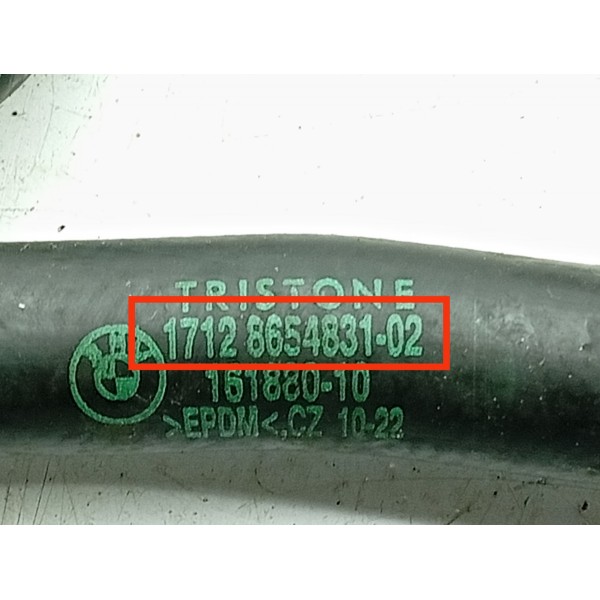 TRISTONE
1712 8654831-02
161880-10
>EPDM<,CZ 10-22